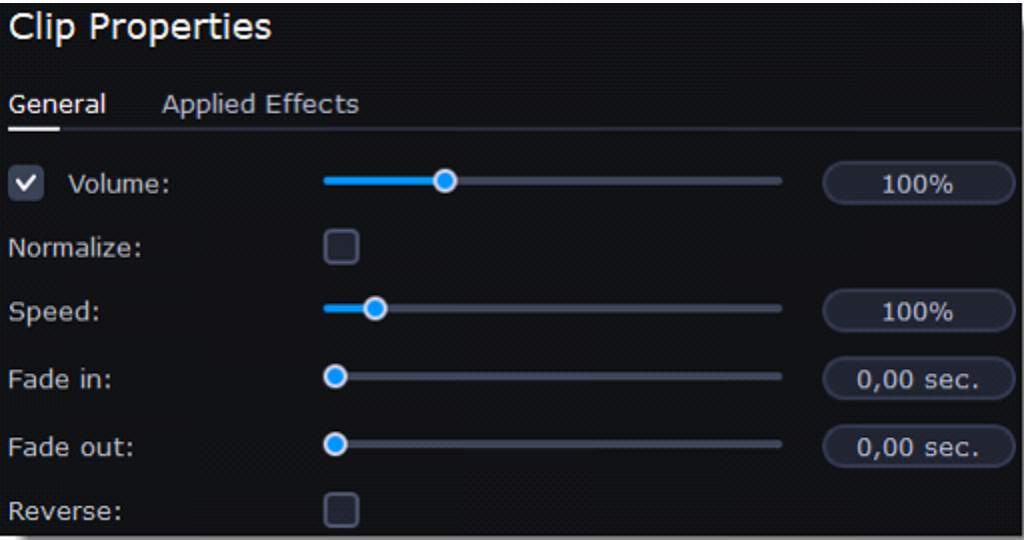 Clip Properties
General Applied Effects
Volume: 100%
Normalize:
Speed: 100%
Fade in: 0,00 sec.
Fade out: 0,00 sec.
Reverse: